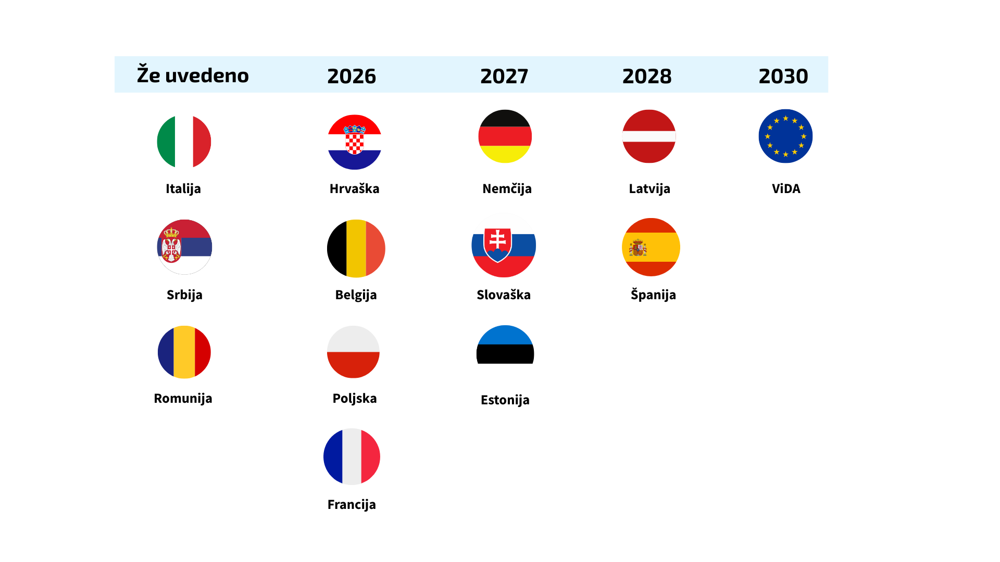 Že uvedeno 2026 2027 2028 2030
Italija Hrvaška Nemčija Latvija ViDA
Srbija Belgija Slovaška Španija
Romunija Poljska Estonija
Francija